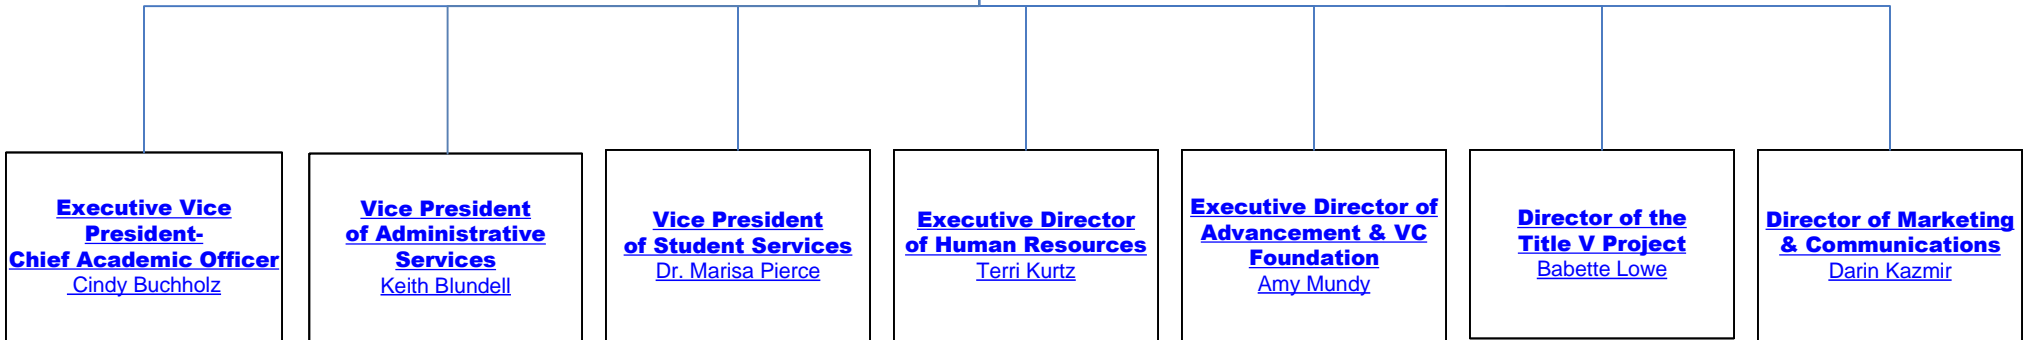 Executive Vice
President-
Chief Academic Officer
Cindy Buchholz
Vice President
of Administrative
Services
Keith Blundell
Vice President
of Student Services
Dr. Marisa Pierce
Executive Director
of Human Resources
Terri Kurtz
Executive Director of
Advancement & VC
Foundation
Amy Mundy
Director of the
Title V Project
Babette Lowe
Director of Marketing
& Communications
Darin Kazmir